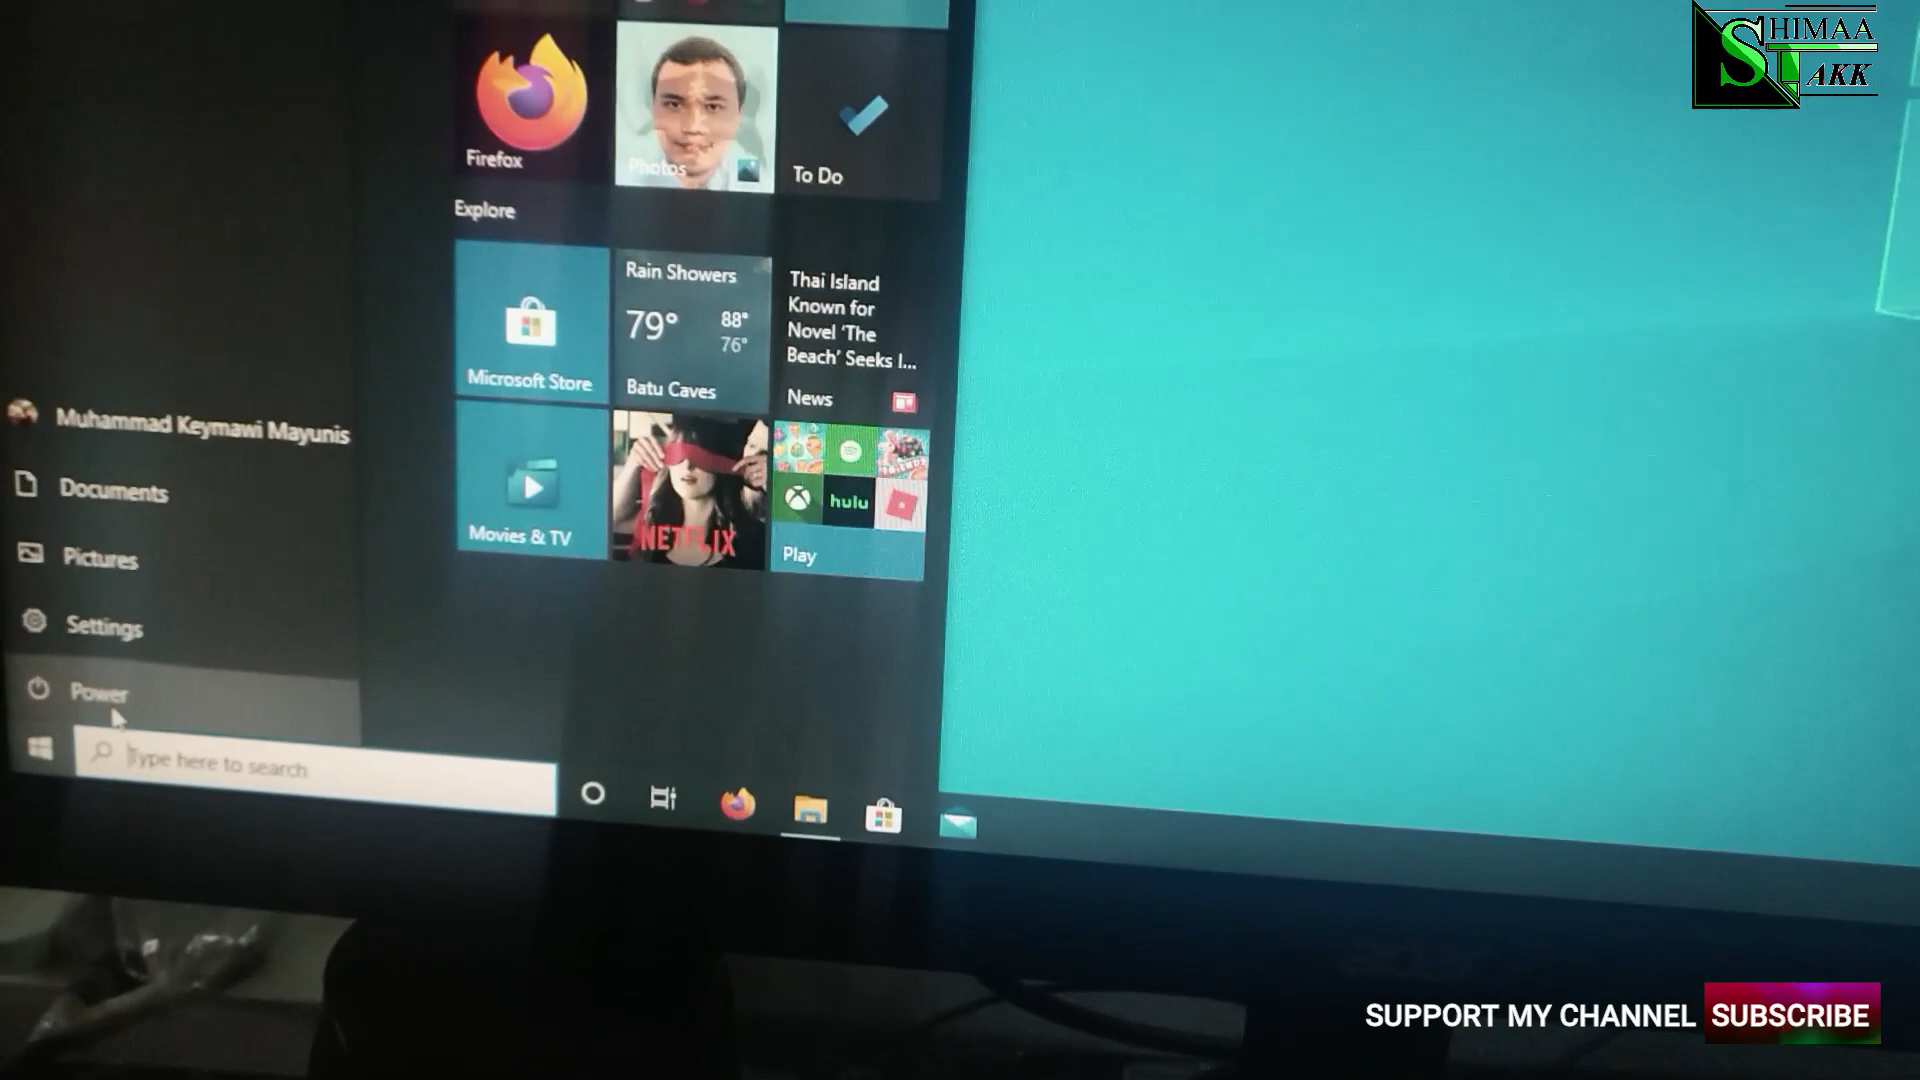 SHIMAA
TAKK
Firefox
Photos
To Do
Explore
Rain Showers
79° 88°
76°
Batu Caves
Thai Island
Known for
Novel 'The
Beach' Seeks I...
News
Microsoft Store
Movies & TV
NETFLIX
hulu
Play
Muhammad Keymawi Mayunis
Documents
Pictures
Settings
Power
Type here to search
acer
SUPPORT MY CHANNEL SUBSCRIBE